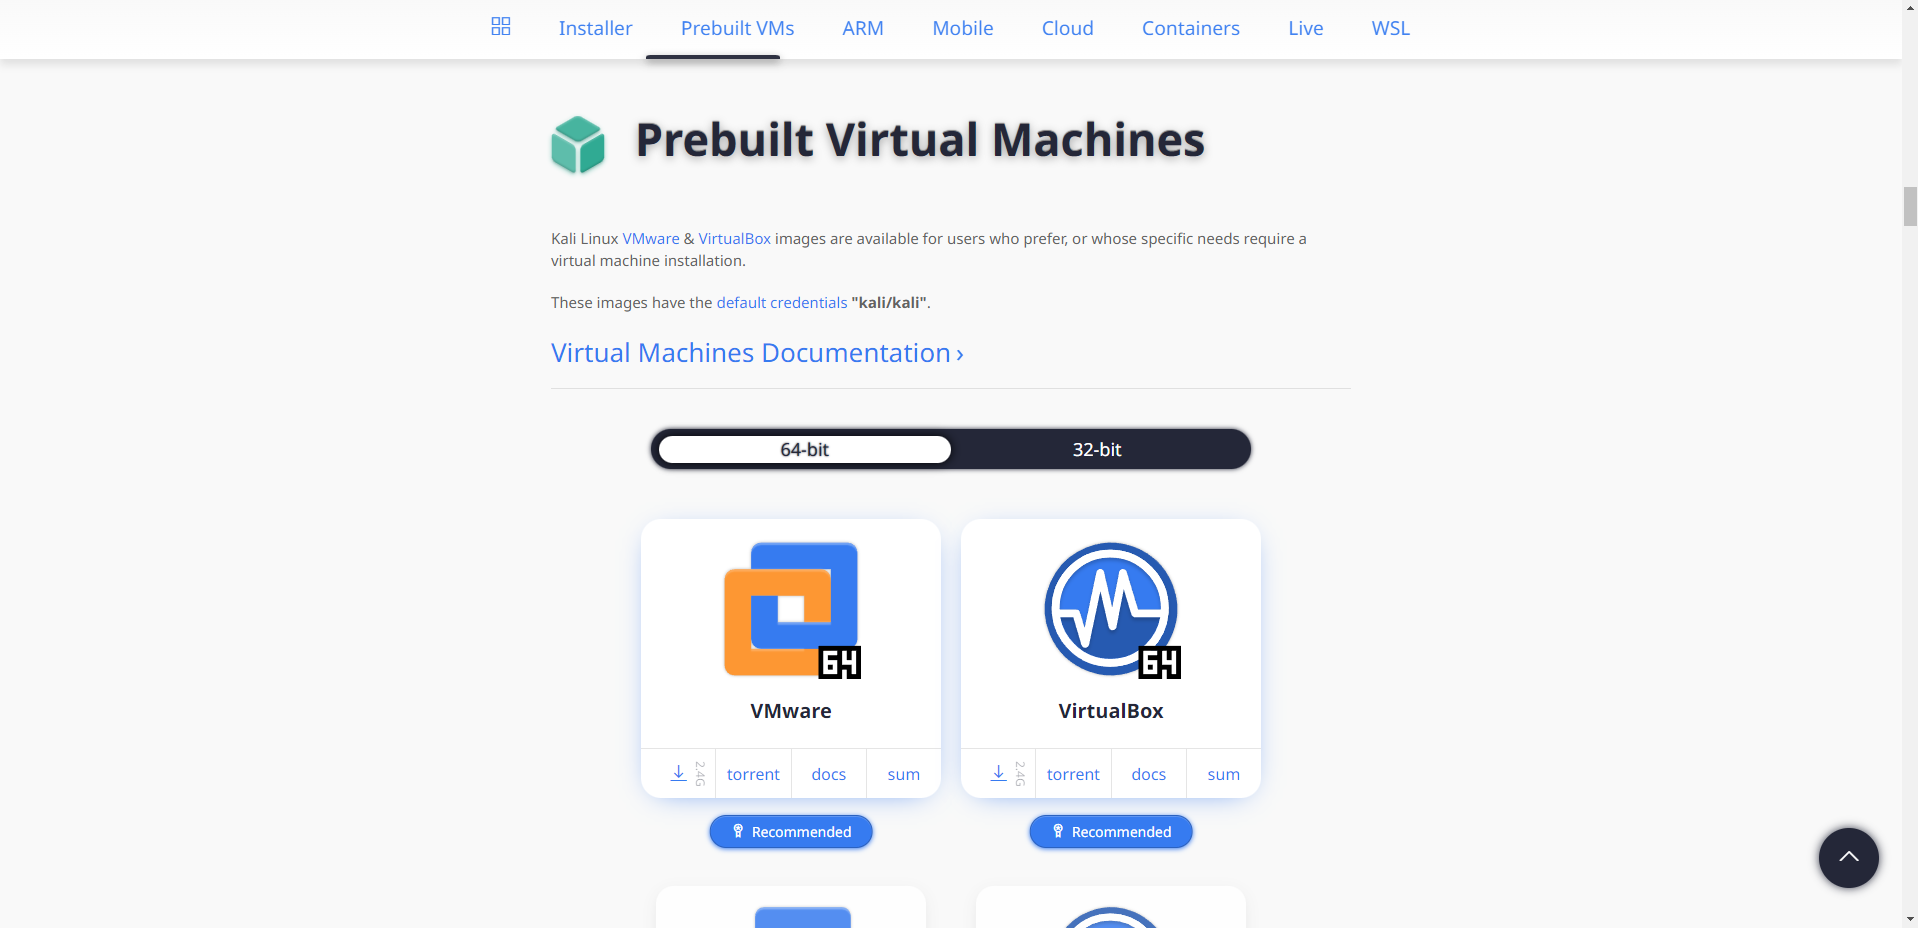 Installer Prebuilt VMs ARM Mobile Cloud Containers Live WSL
Prebuilt Virtual Machines
Kali Linux VMware & VirtualBox images are available for users who prefer, or whose specific needs require a
virtual machine installation.
These images have the default credentials "kali/kali".
Virtual Machines Documentation ›
64-bit 32-bit
64
VMware
2.4G torrent docs sum
Recommended
64
VirtualBox
2.4G torrent docs sum
Recommended